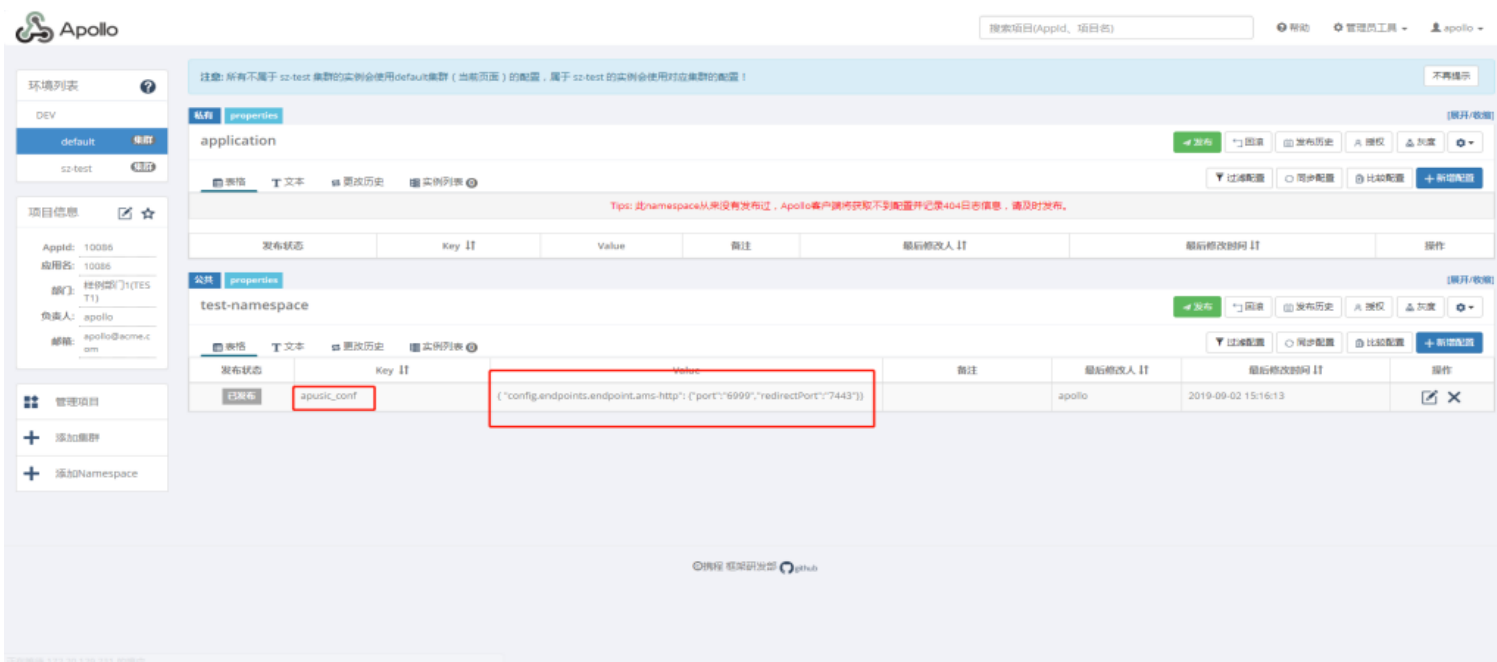 Apollo
搜索项目(AppId、项目名)
帮助
管理员工具
apollo
环境列表
注意: 所有不属于 sz-test 集群的实例会使用default集群（当前页面）的配置，属于 sz-test 的实例会使用对应集群的配置！
不再提示
DEV
default 集群
sz-test 集群
私有 properties
[展开/收缩]
application
发布 回滚 发布历史 授权 灰度
表格 文本 更改历史 实例列表 0
过滤配置 同步配置 比较配置 新增配置
Tips: 此namespace从来没有发布过，Apollo客户端将获取不到配置并记录404日志信息，请及时发布。
发布状态 Key Value 备注 最后修改人 最后修改时间 操作
项目信息
AppId: 10086
应用名: 10086
部门: 样例部门1(TES
T1)
负责人: apollo
邮箱: apollo@acme.c
om
公共 properties
[展开/收缩]
test-namespace
发布 回滚 发布历史 授权 灰度
表格 文本 更改历史 实例列表 0
过滤配置 同步配置 比较配置 新增配置
发布状态 Key Value 备注 最后修改人 最后修改时间 操作
已发布 apusic_conf { "config.endpoints.endpoint.ams-http": {"port":"6999","redirectPort":"7443"}} apollo 2019-09-02 15:16:13
管理项目
添加集群
添加Namespace
©携程 框架研发部 github